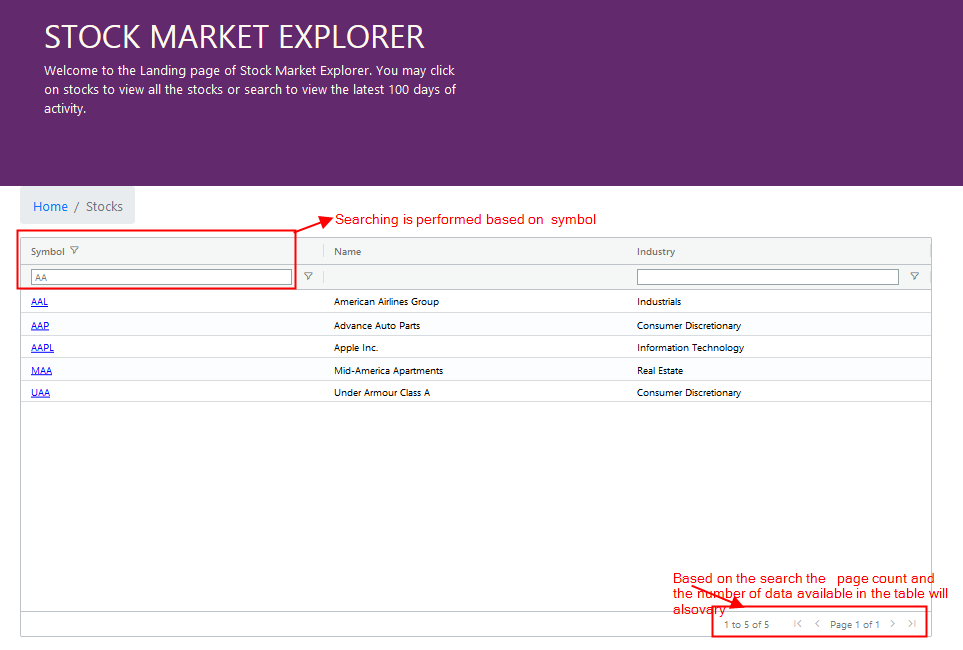 STOCK MARKET EXPLORER
Welcome to the Landing page of Stock Market Explorer. You may click
on stocks to view all the stocks or search to view the latest 100 days of
activity.
Home / Stocks
Searching is performed based on symbol
Symbol Name Industry
AA
AAL American Airlines Group Industrials
AAP Advance Auto Parts Consumer Discretionary
AAPL Apple Inc. Information Technology
MAA Mid-America Apartments Real Estate
UAA Under Armour Class A Consumer Discretionary
Based on the search the page count and
the number of data available in the table will
alsovary
1 to 5 of 5 Page 1 of 1